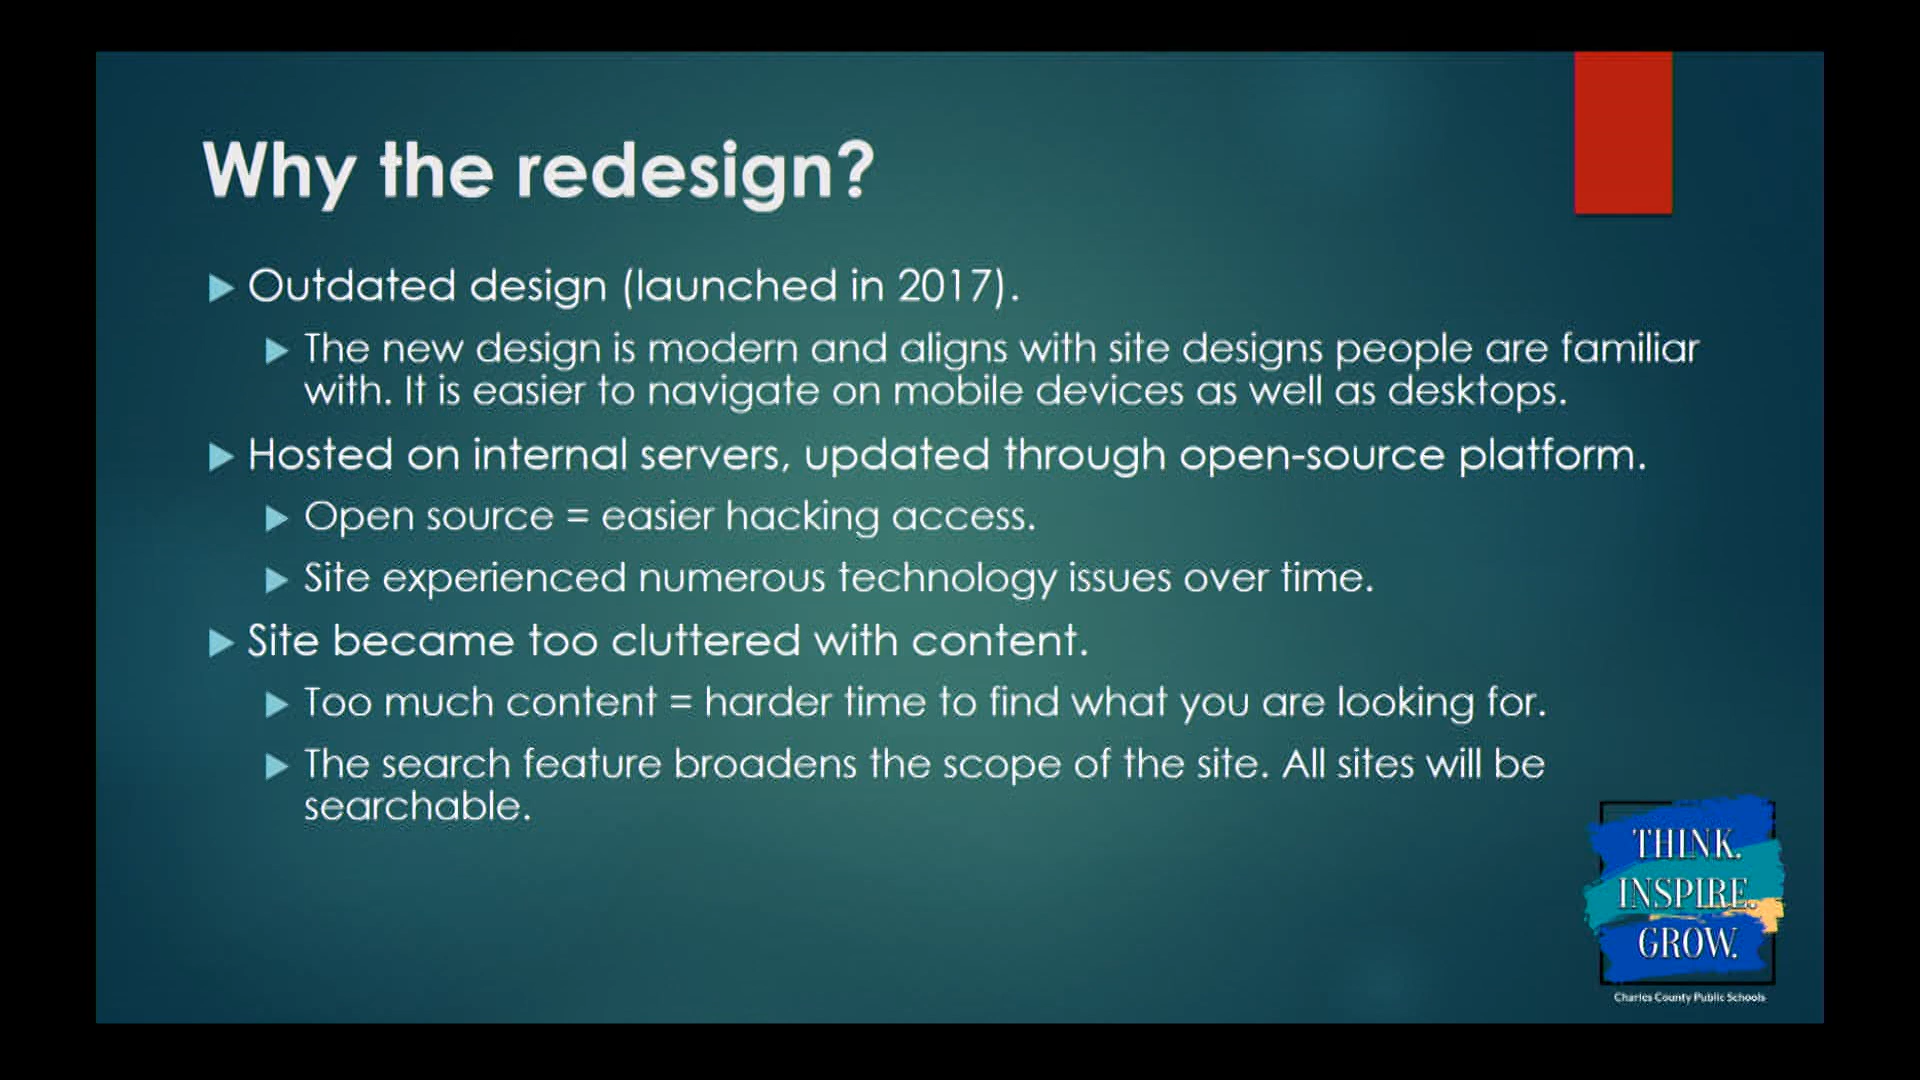 Why the redesign?
Outdated design (launched in 2017).
The new design is modern and aligns with site designs people are familiar
with. It is easier to navigate on mobile devices as well as desktops.
Hosted on internal servers, updated through open-source platform.
Open source = easier hacking access.
Site experienced numerous technology issues over time.
Site became too cluttered with content.
Too much content = harder time to find what you are looking for.
The search feature broadens the scope of the site. All sites will be
searchable.
THINK.
INSPIRE.
GROW.
Charles County Public Schools